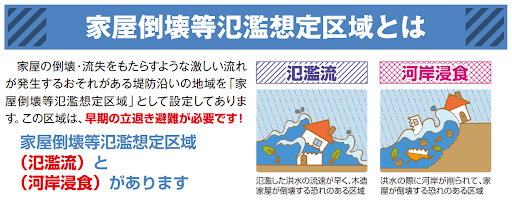 家屋倒壊等氾濫想定区域とは
家屋の倒壊・流失をもたらすような激しい流れ
が発生するおそれがある堤防沿いの地域を「家
屋倒壊等氾濫想定区域」として設定してありま
す。この区域は、早期の立退き避難が必要です！
家屋倒壊等氾濫想定区域
（氾濫流）と
（河岸浸食）があります
氾濫流
氾濫した洪水の流速が早く、木造
家屋が倒壊する恐れのある区域
河岸浸食
洪水の際に河岸が削られて、家
屋が倒壊する恐れのある区域